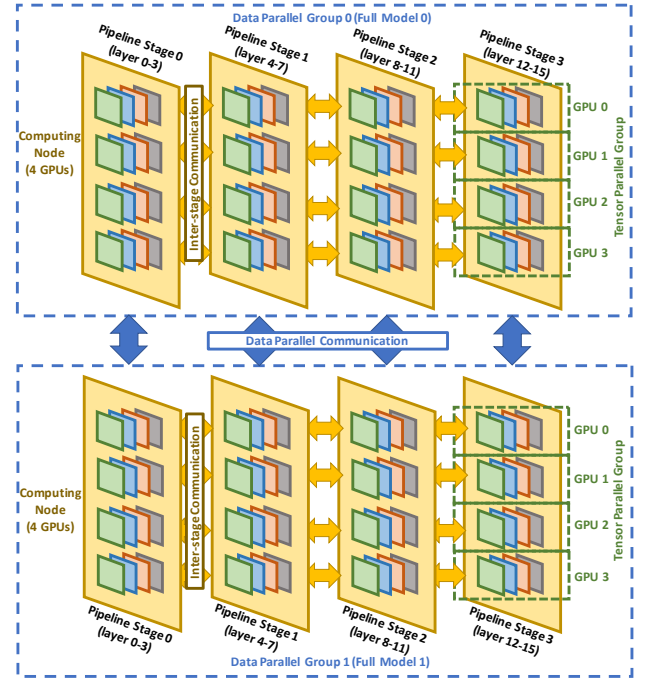 Data Parallel Group 0 (Full Model 0)
Pipeline Stage 0
(layer 0-3)
Pipeline Stage 1
(layer 4-7)
Pipeline Stage 2
(layer 8-11)
Pipeline Stage 3
(layer 12-15)
Computing
Node
(4 GPUs)
Inter-stage Communication
GPU 0
GPU 1
GPU 2
GPU 3
Tensor Parallel Group
Data Parallel Communication
Computing
Node
(4 GPUs)
Inter-stage Communication
GPU 0
GPU 1
GPU 2
GPU 3
Tensor Parallel Group
Pipeline Stage 0
(layer 0-3)
Pipeline Stage 1
(layer 4-7)
Pipeline Stage 2
(layer 8-11)
Pipeline Stage 3
(layer 12-15)
Data Parallel Group 1 (Full Model 1)